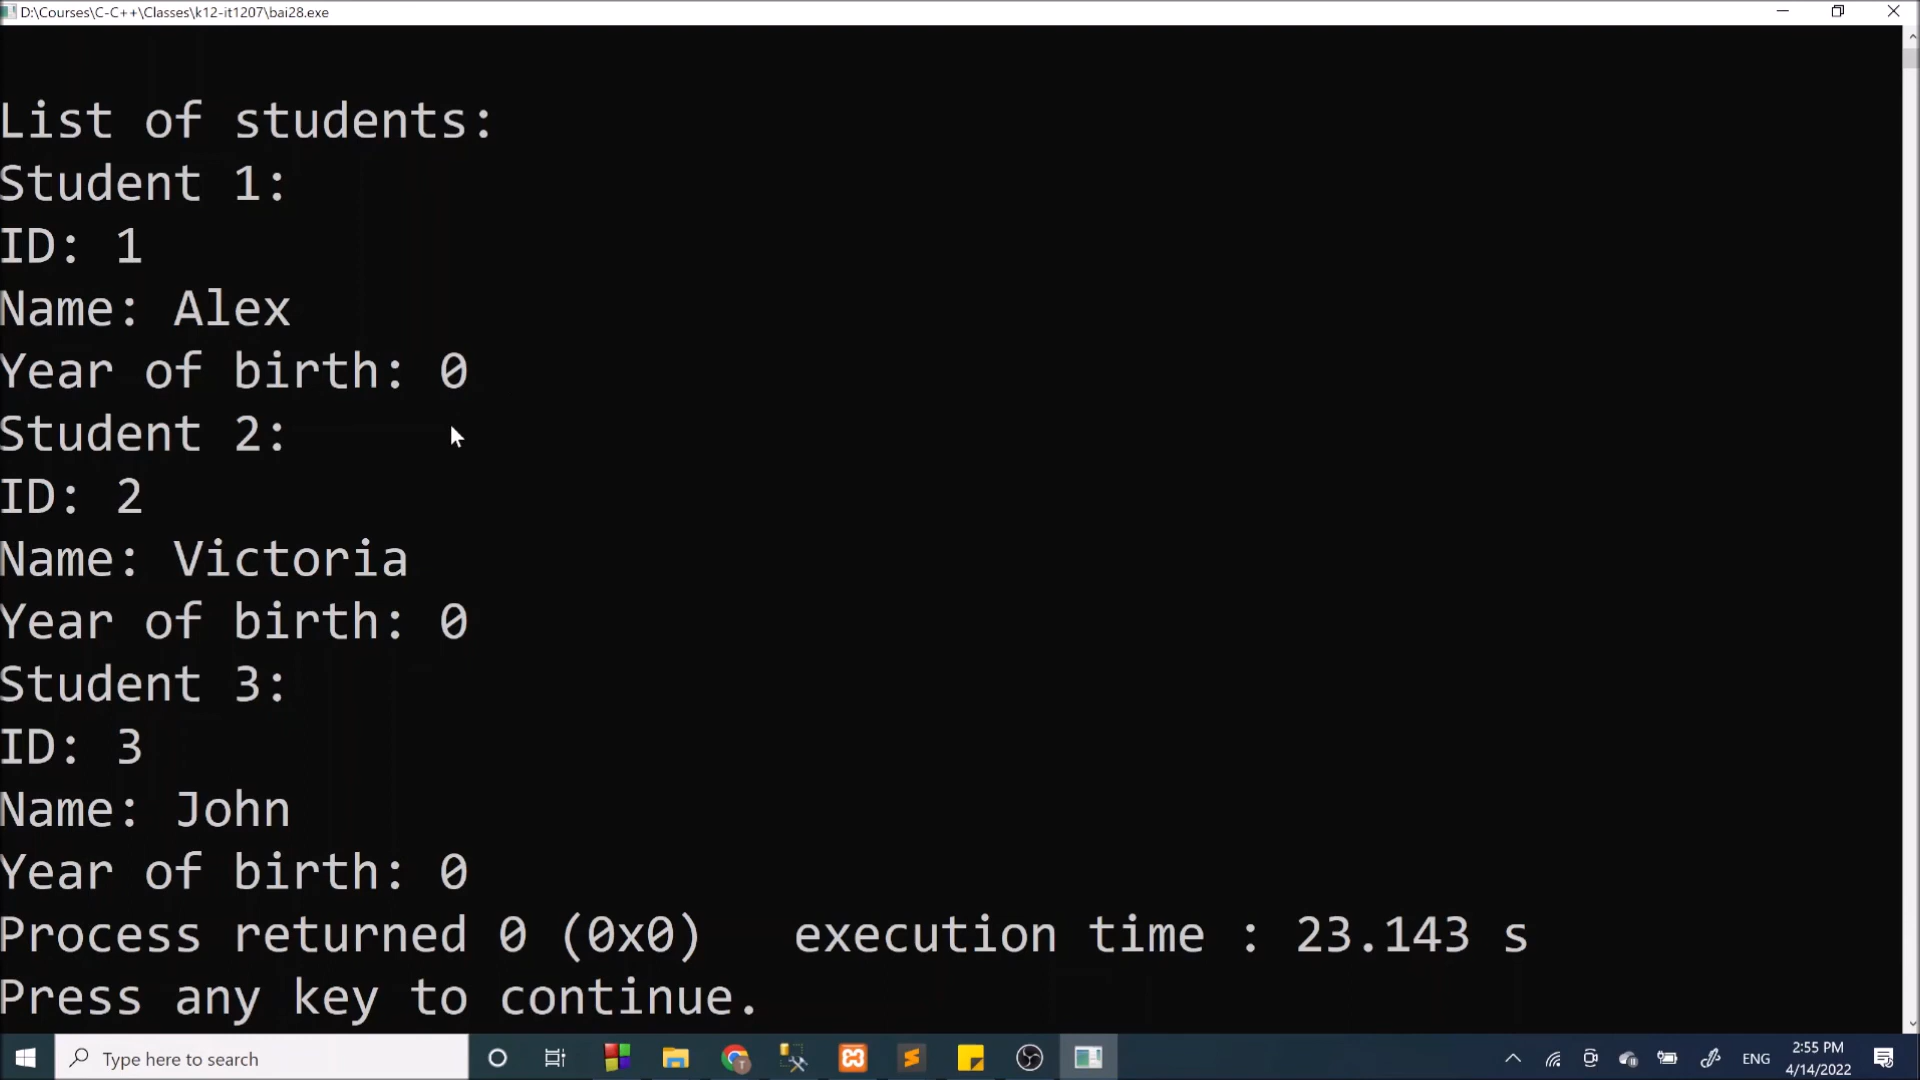 D:\Courses\C-C++\Classes\k12-it1207\bai28.exe
List of students:
Student 1:
ID: 1
Name: Alex
Year of birth: 0
Student 2:
ID: 2
Name: Victoria
Year of birth: 0
Student 3:
ID: 3
Name: John
Year of birth: 0
Process returned 0 (0x0)   execution time : 23.143 s
Press any key to continue.
Type here to search
ENG
2:55 PM
4/14/2022